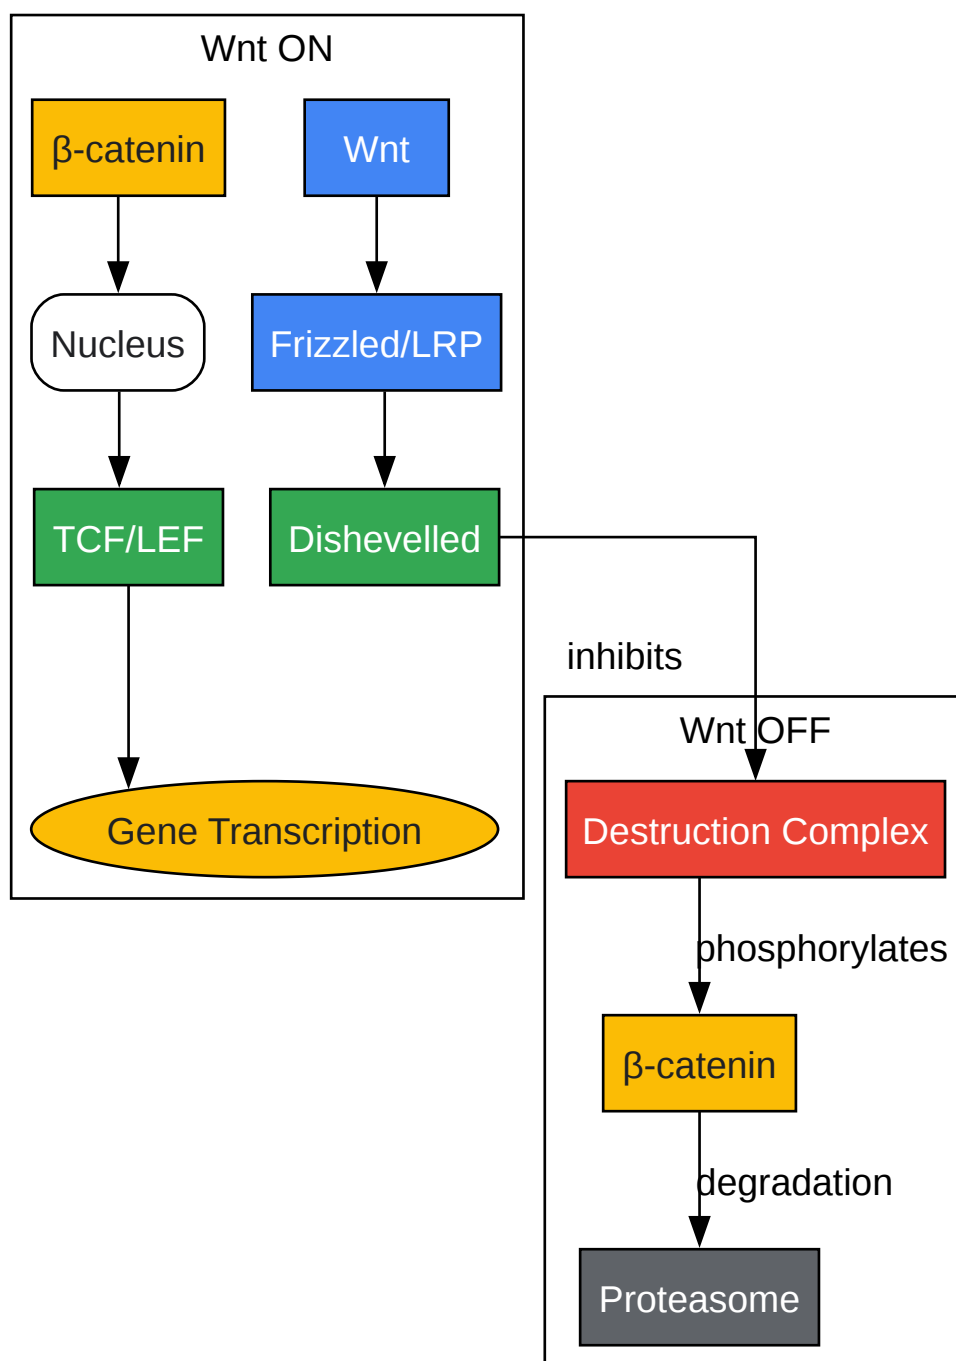 Wnt ON
β-catenin
Wnt
Nucleus
Frizzled/LRP
TCF/LEF
Dishevelled
inhibits
Wnt OFF
Gene Transcription
Destruction Complex
phosphorylates
β-catenin
degradation
Proteasome